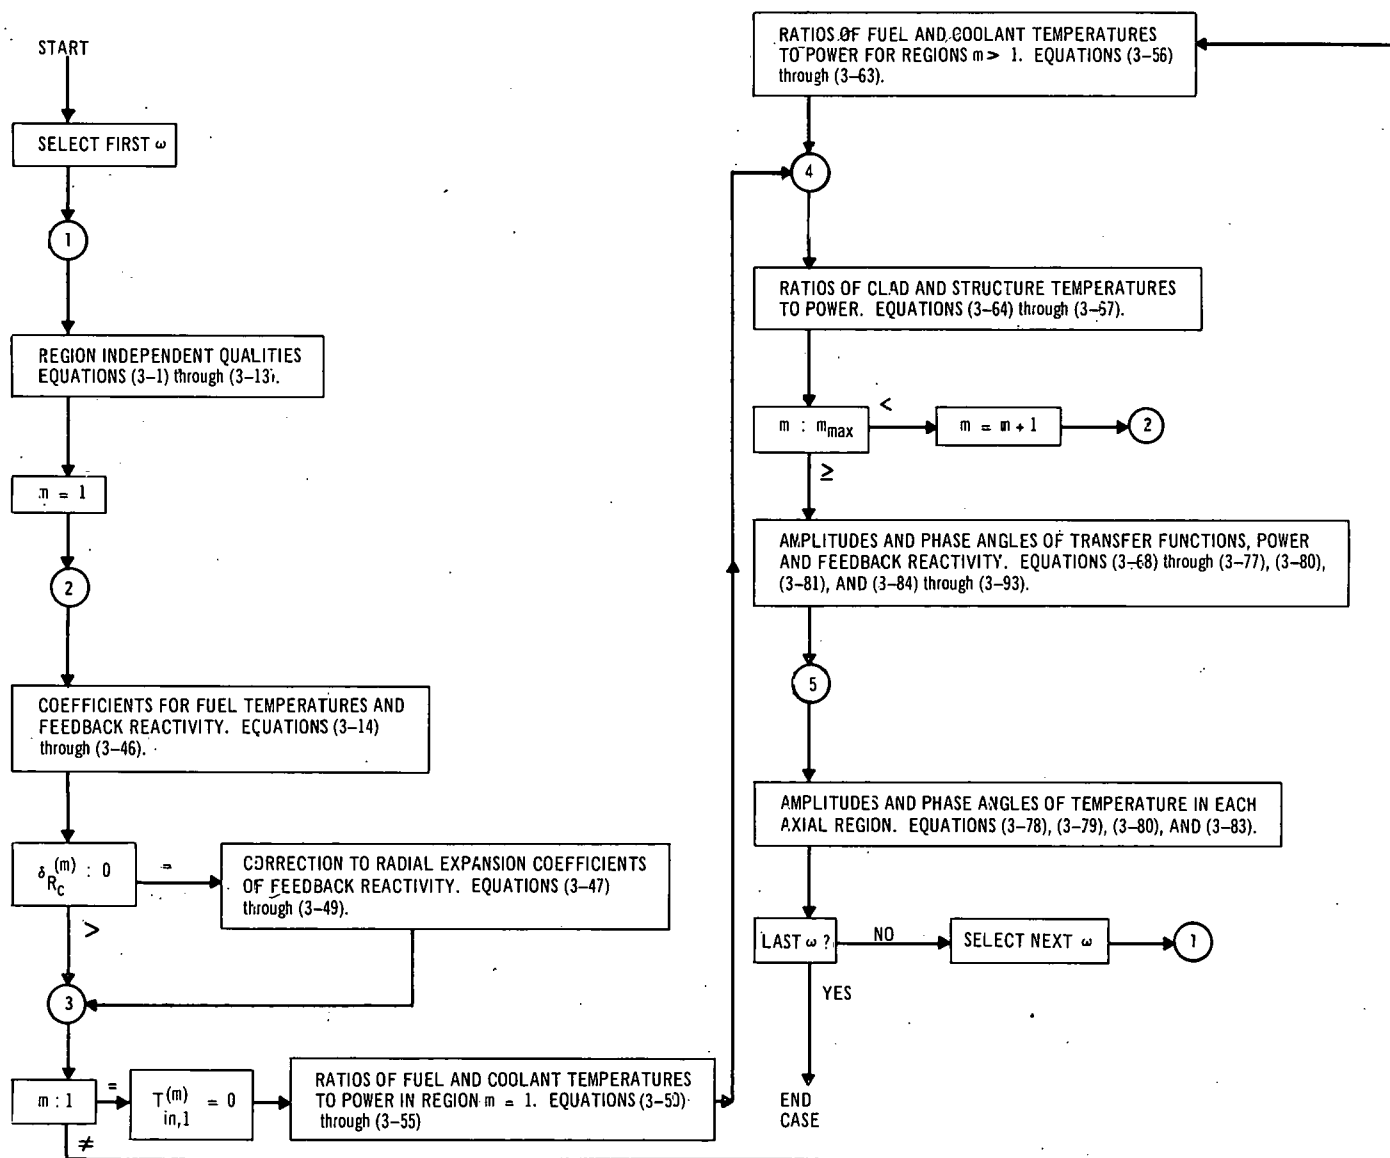 START
SELECT FIRST ω
1
REGION INDEPENDENT QUALITIES
EQUATIONS (3-1) through (3-13).
m = 1
2
COEFFICIENTS FOR FUEL TEMPERATURES AND
FEEDBACK REACTIVITY. EQUATIONS (3-14)
through (3-46).
δ_{R_c}^{(m)} : 0
=
>
CORRECTION TO RADIAL EXPANSION COEFFICIENTS
OF FEEDBACK REACTIVITY. EQUATIONS (3-47)
through (3-49).
3
m : 1
=
≠
T_{in,1}^{(m)} = 0
RATIOS OF FUEL AND COOLANT TEMPERATURES
TO POWER IN REGION m = 1. EQUATIONS (3-50)
through (3-55)
RATIOS OF FUEL AND COOLANT TEMPERATURES
TO POWER FOR REGIONS m > 1. EQUATIONS (3-56)
through (3-63).
4
RATIOS OF CLAD AND STRUCTURE TEMPERATURES
TO POWER. EQUATIONS (3-64) through (3-67).
m : m_{max}
<
m = m + 1
2
≥
AMPLITUDES AND PHASE ANGLES OF TRANSFER FUNCTIONS, POWER
AND FEEDBACK REACTIVITY. EQUATIONS (3-68) through (3-77), (3-80),
(3-81), AND (3-84) through (3-93).
5
AMPLITUDES AND PHASE ANGLES OF TEMPERATURE IN EACH
AXIAL REGION. EQUATIONS (3-78), (3-79), (3-80), AND (3-83).
LAST ω ?
NO
SELECT NEXT ω
1
YES
END
CASE